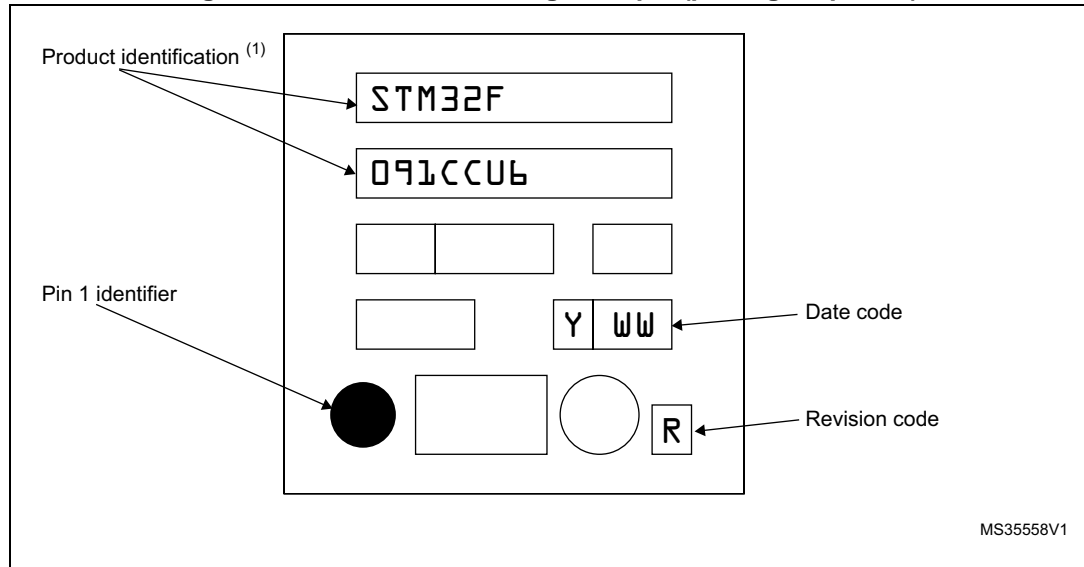 Product identification (1)
STM32F
091CCU6
Pin 1 identifier
Y WW
Date code
R
Revision code
MS35558V1